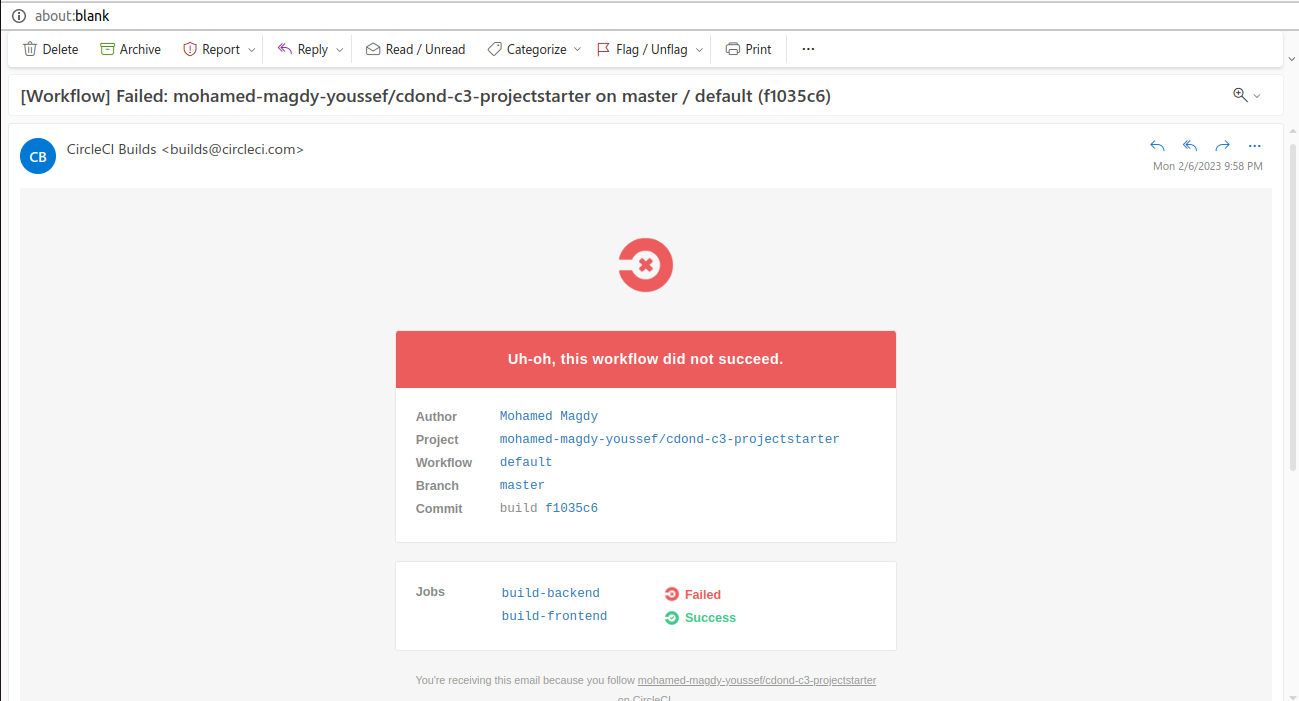 about:blank
Delete Archive Report Reply Read / Unread Categorize Flag / Unflag Print ...
[Workflow] Failed: mohamed-magdy-youssef/cdond-c3-projectstarter on master / default (f1035c6)
CB
CircleCI Builds <builds@circleci.com>
Mon 2/6/2023 9:58 PM
Uh-oh, this workflow did not succeed.
Author Mohamed Magdy
Project mohamed-magdy-youssef/cdond-c3-projectstarter
Workflow default
Branch master
Commit build f1035c6
Jobs build-backend Failed
build-frontend Success
You're receiving this email because you follow mohamed-magdy-youssef/cdond-c3-projectstarter
on CircleCI